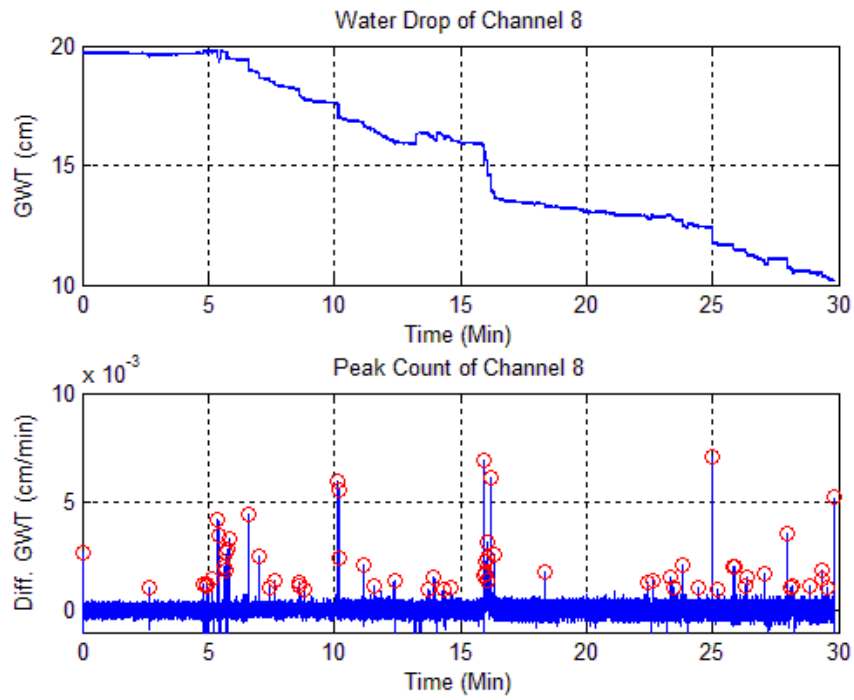 Water Drop of Channel 8
20
15
10
GWT (cm)
0 5 10 15 20 25 30
Time (Min)
x 10-3
Peak Count of Channel 8
10
5
0
Diff. GWT (cm/min)
0 5 10 15 20 25 30
Time (Min)